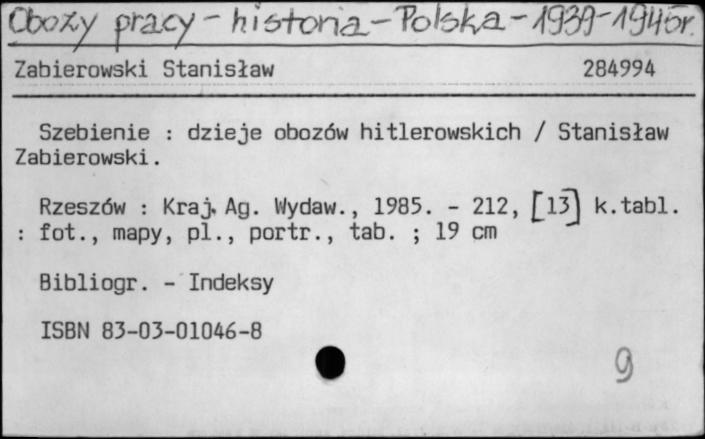 Obozy pracy - historia - Polska - 1939-1945r.
Zabierowski Stanisław 284994
Szebienie : dzieje obozów hitlerowskich / Stanisław
Zabierowski.
Rzeszów : Kraj. Ag. Wydaw., 1985. - 212, [13] k.tabl.
: fot., mapy, pl., portr., tab. ; 19 cm
Bibliogr. - Indeksy
ISBN 83-03-01046-8
9